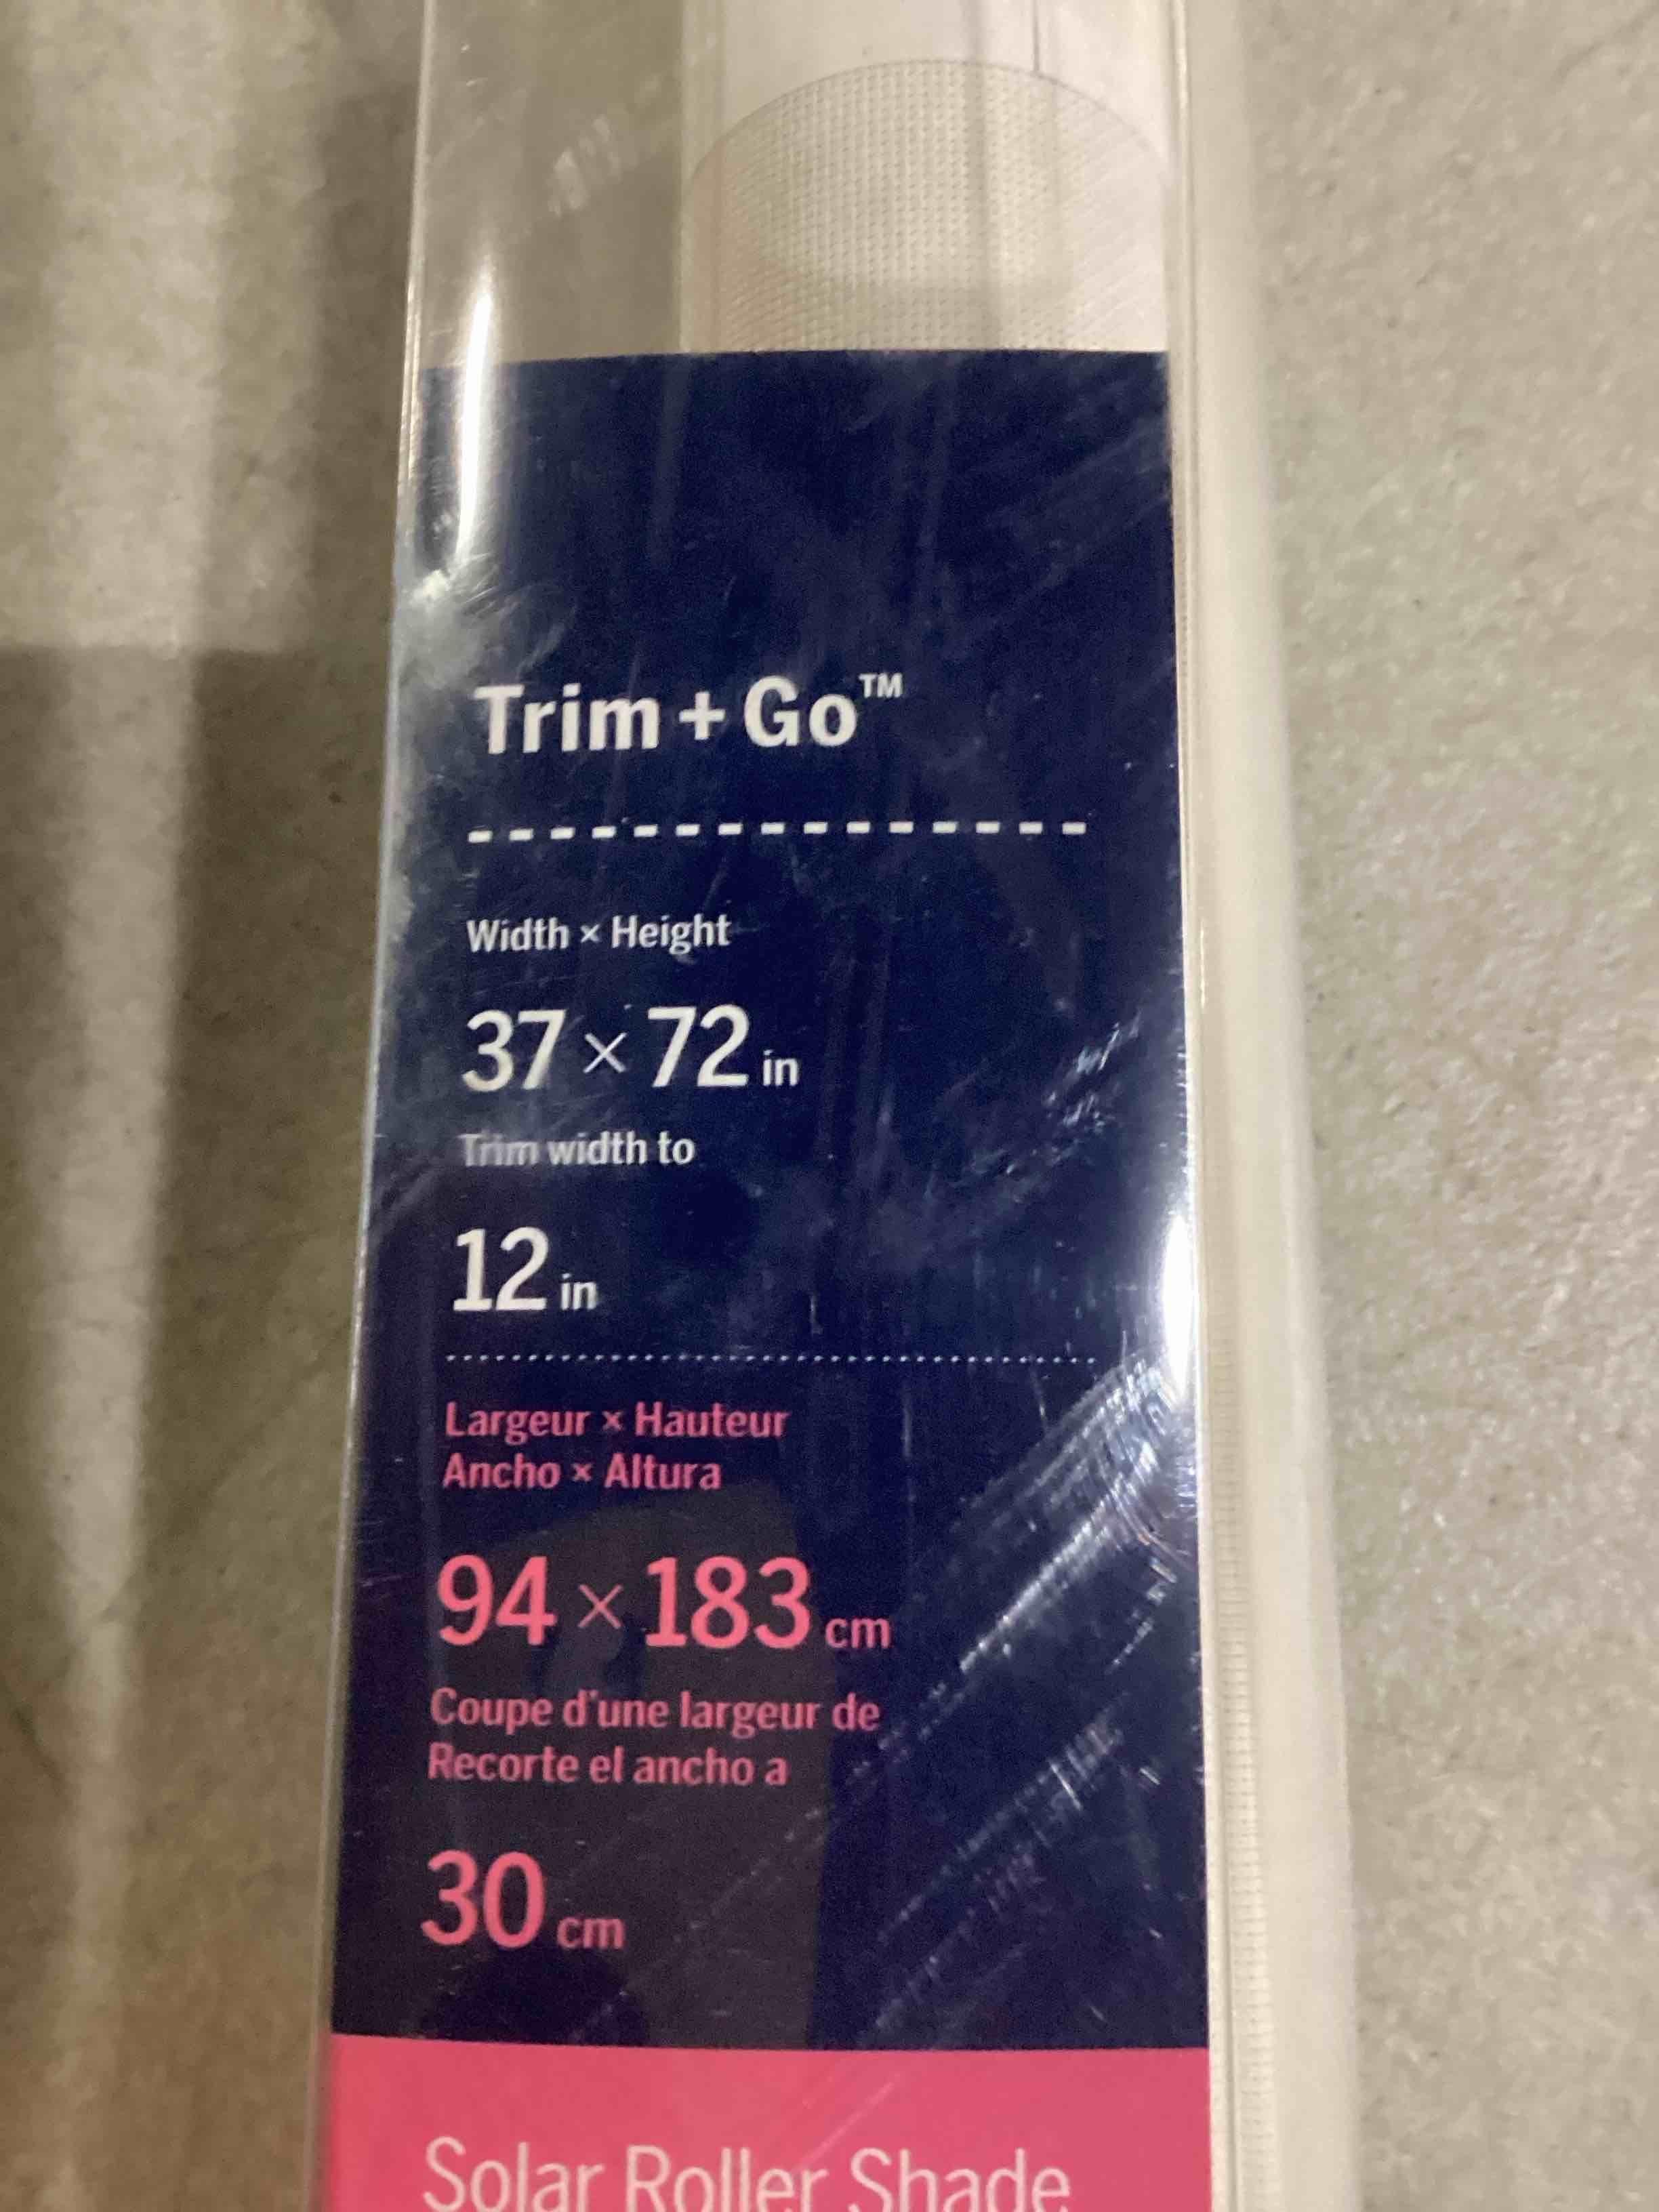 Trim + Go™
Width × Height
37 × 72 in
Trim width to
12 in
Largeur × Hauteur
Ancho × Altura
94 × 183 cm
Coupe d'une largeur de
Recorte el ancho a
30 cm
Solar Roller Shade